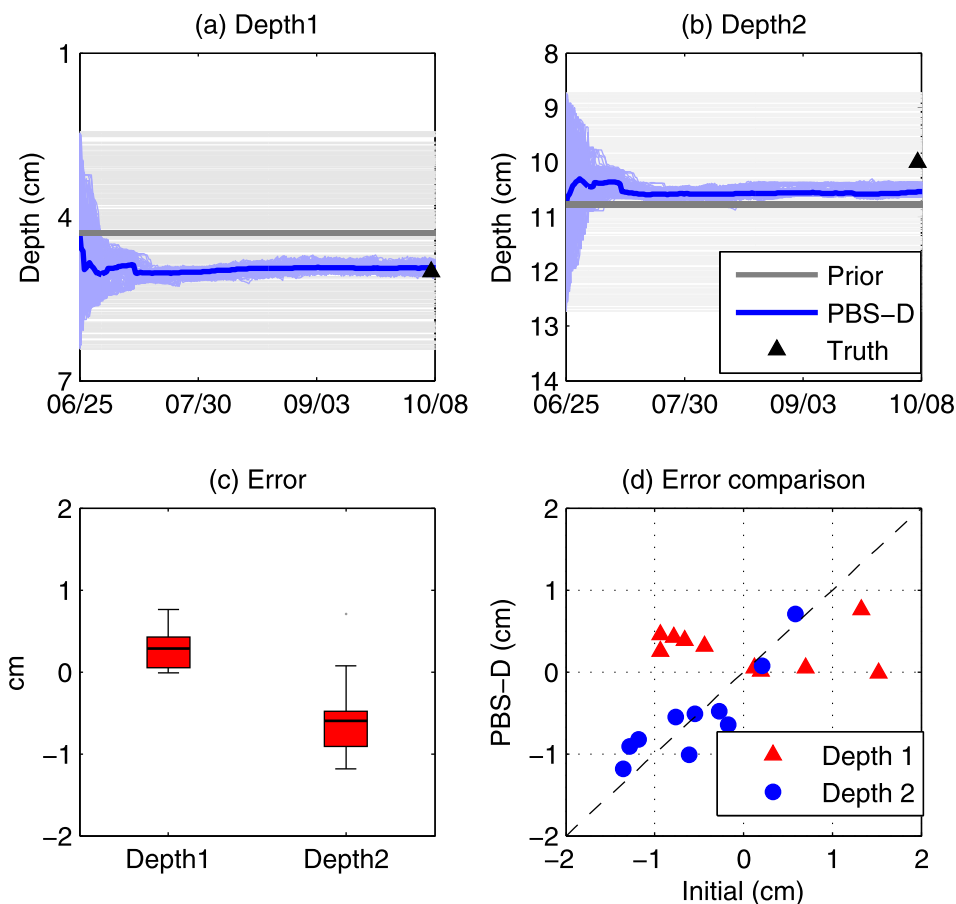 (a) Depth1
Depth (cm)
1
4
7
06/25 07/30 09/03 10/08
(b) Depth2
Depth (cm)
8
9
10
11
12
13
14
06/25 07/30 09/03 10/08
Prior
PBS−D
Truth
(c) Error
cm
2
1
0
−1
−2
Depth1 Depth2
(d) Error comparison
PBS−D (cm)
2
1
0
−1
−2
−2 −1 0 1 2
Initial (cm)
Depth 1
Depth 2